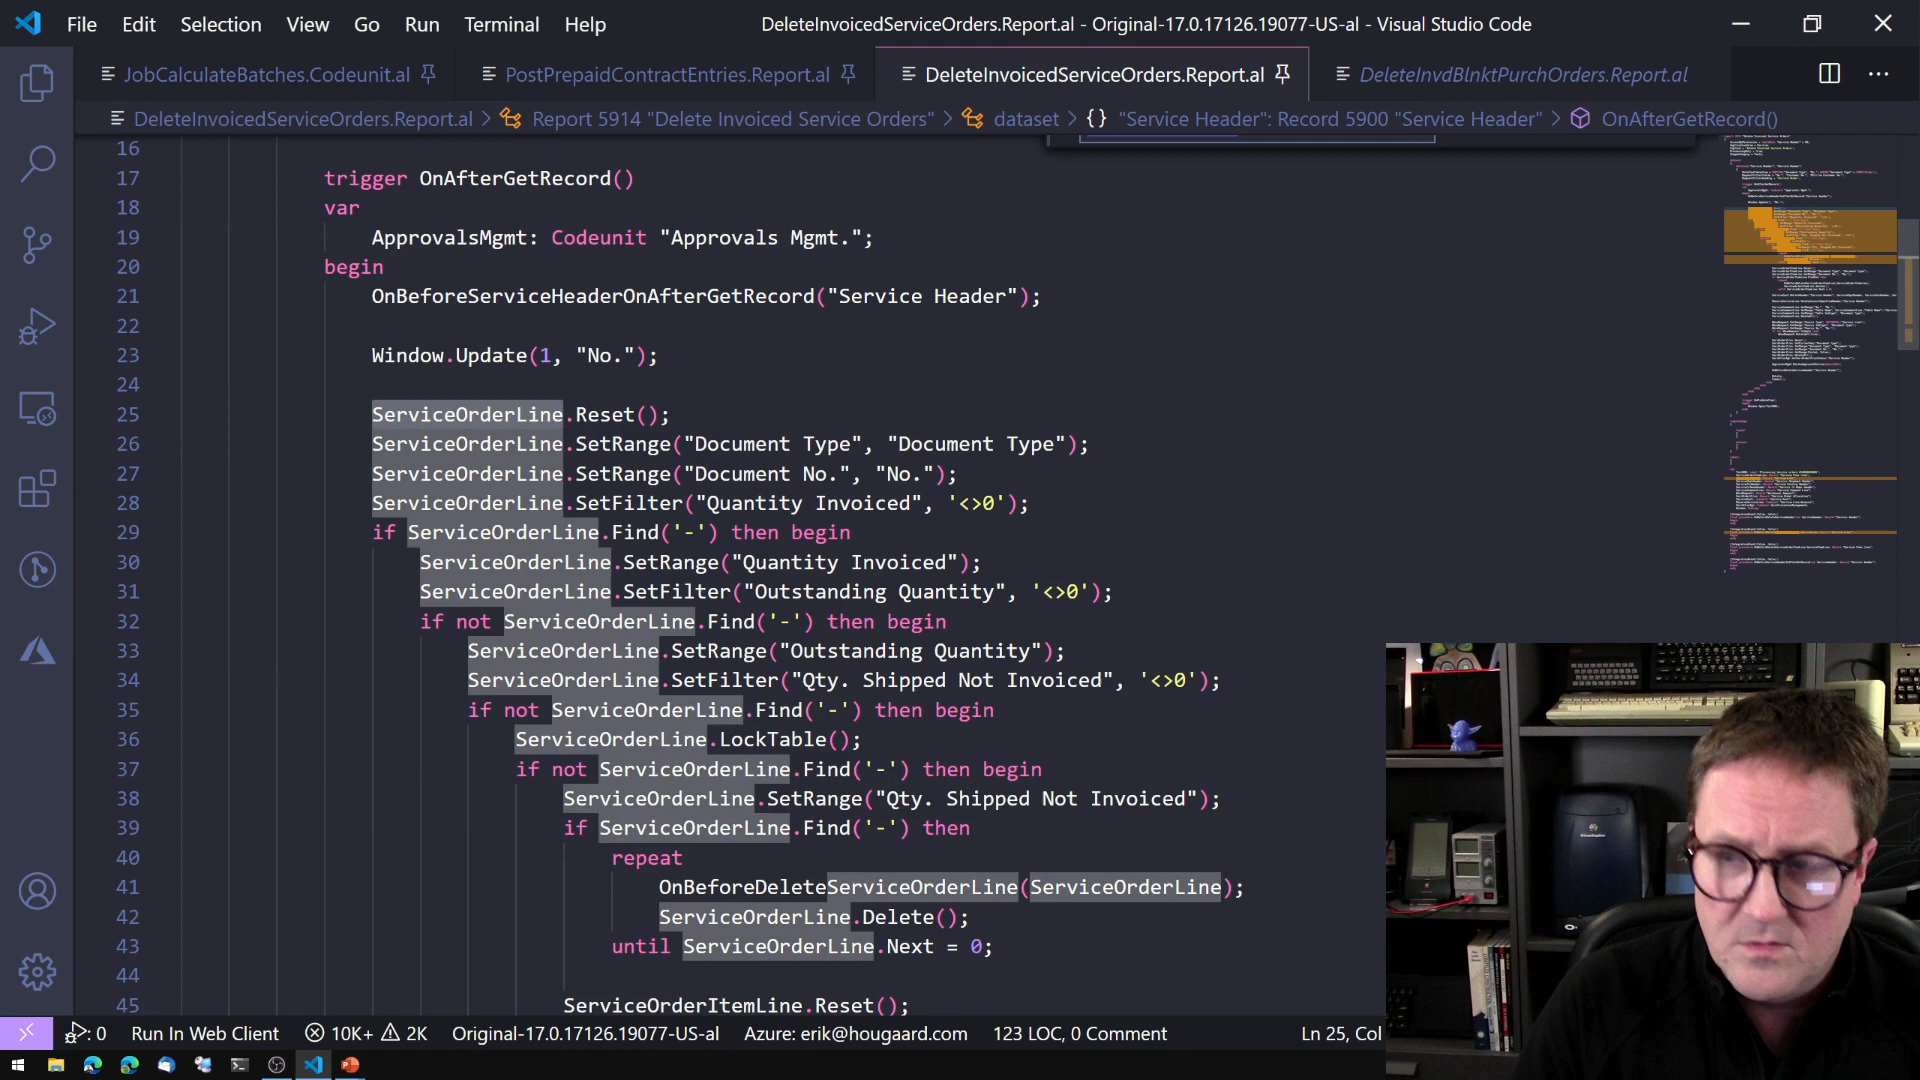 File Edit Selection View Go Run Terminal Help
DeleteInvoicedServiceOrders.Report.al - Original-17.0.17126.19077-US-al - Visual Studio Code
JobCalculateBatches.Codeunit.al PostPrepaidContractEntries.Report.al DeleteInvoicedServiceOrders.Report.al DeleteInvdBlnktPurchOrders.Report.al
DeleteInvoicedServiceOrders.Report.al > Report 5914 "Delete Invoiced Service Orders" > dataset > {} "Service Header": Record 5900 "Service Header" > OnAfterGetRecord()
16
17 trigger OnAfterGetRecord()
18 var
19 ApprovalsMgmt: Codeunit "Approvals Mgmt.";
20 begin
21 OnBeforeServiceHeaderOnAfterGetRecord("Service Header");
22
23 Window.Update(1, "No.");
24
25 ServiceOrderLine.Reset();
26 ServiceOrderLine.SetRange("Document Type", "Document Type");
27 ServiceOrderLine.SetRange("Document No.", "No.");
28 ServiceOrderLine.SetFilter("Quantity Invoiced", '<>0');
29 if ServiceOrderLine.Find('-') then begin
30 ServiceOrderLine.SetRange("Quantity Invoiced");
31 ServiceOrderLine.SetFilter("Outstanding Quantity", '<>0');
32 if not ServiceOrderLine.Find('-') then begin
33 ServiceOrderLine.SetRange("Outstanding Quantity");
34 ServiceOrderLine.SetFilter("Qty. Shipped Not Invoiced", '<>0');
35 if not ServiceOrderLine.Find('-') then begin
36 ServiceOrderLine.LockTable();
37 if not ServiceOrderLine.Find('-') then begin
38 ServiceOrderLine.SetRange("Qty. Shipped Not Invoiced");
39 if ServiceOrderLine.Find('-') then
40 repeat
41 OnBeforeDeleteServiceOrderLine(ServiceOrderLine);
42 ServiceOrderLine.Delete();
43 until ServiceOrderLine.Next = 0;
44
45 ServiceOrderItemLine.Reset();
: 0 Run In Web Client 10K+ 2K Original-17.0.17126.19077-US-al Azure: erik@hougaard.com 123 LOC, 0 Comment Ln 25, Col